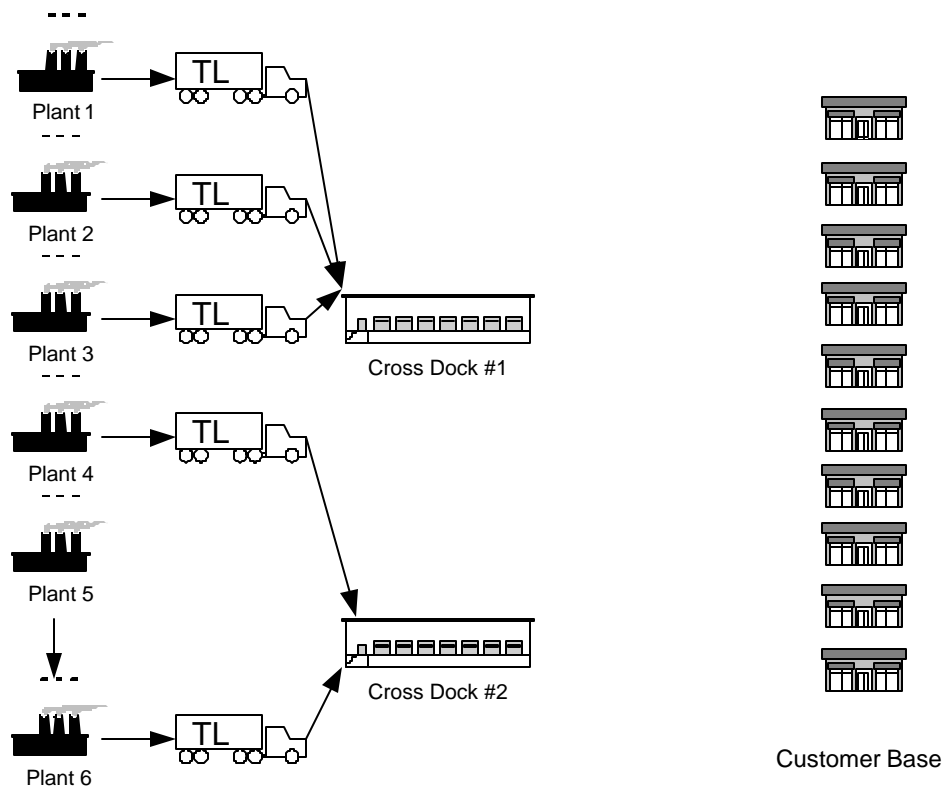 TL
Plant 1
TL
Plant 2
TL
Plant 3
Cross Dock #1
TL
Plant 4
Plant 5
Cross Dock #2
TL
Plant 6
Customer Base